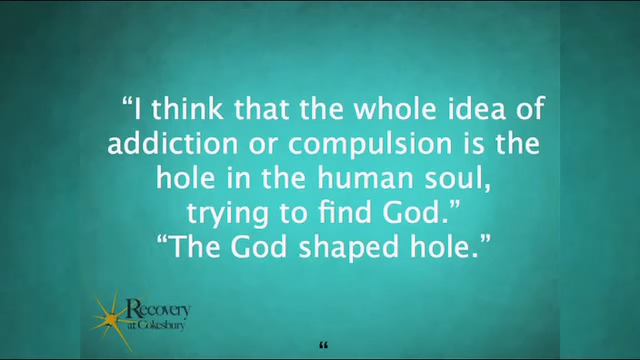 “I think that the whole idea of
addiction or compulsion is the
hole in the human soul,
trying to find God.”
“The God shaped hole.”
Recovery
at Cokesbury
“